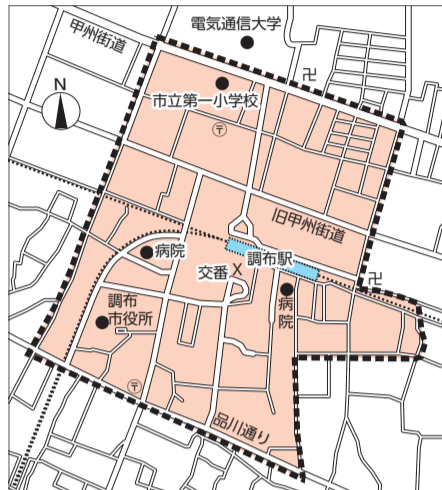 電気通信大学
甲州街道
卍
N
市立第一小学校
〒
旧甲州街道
病院
調布駅
交番
X
卍
病院
調布
市役所
〒
品川通り